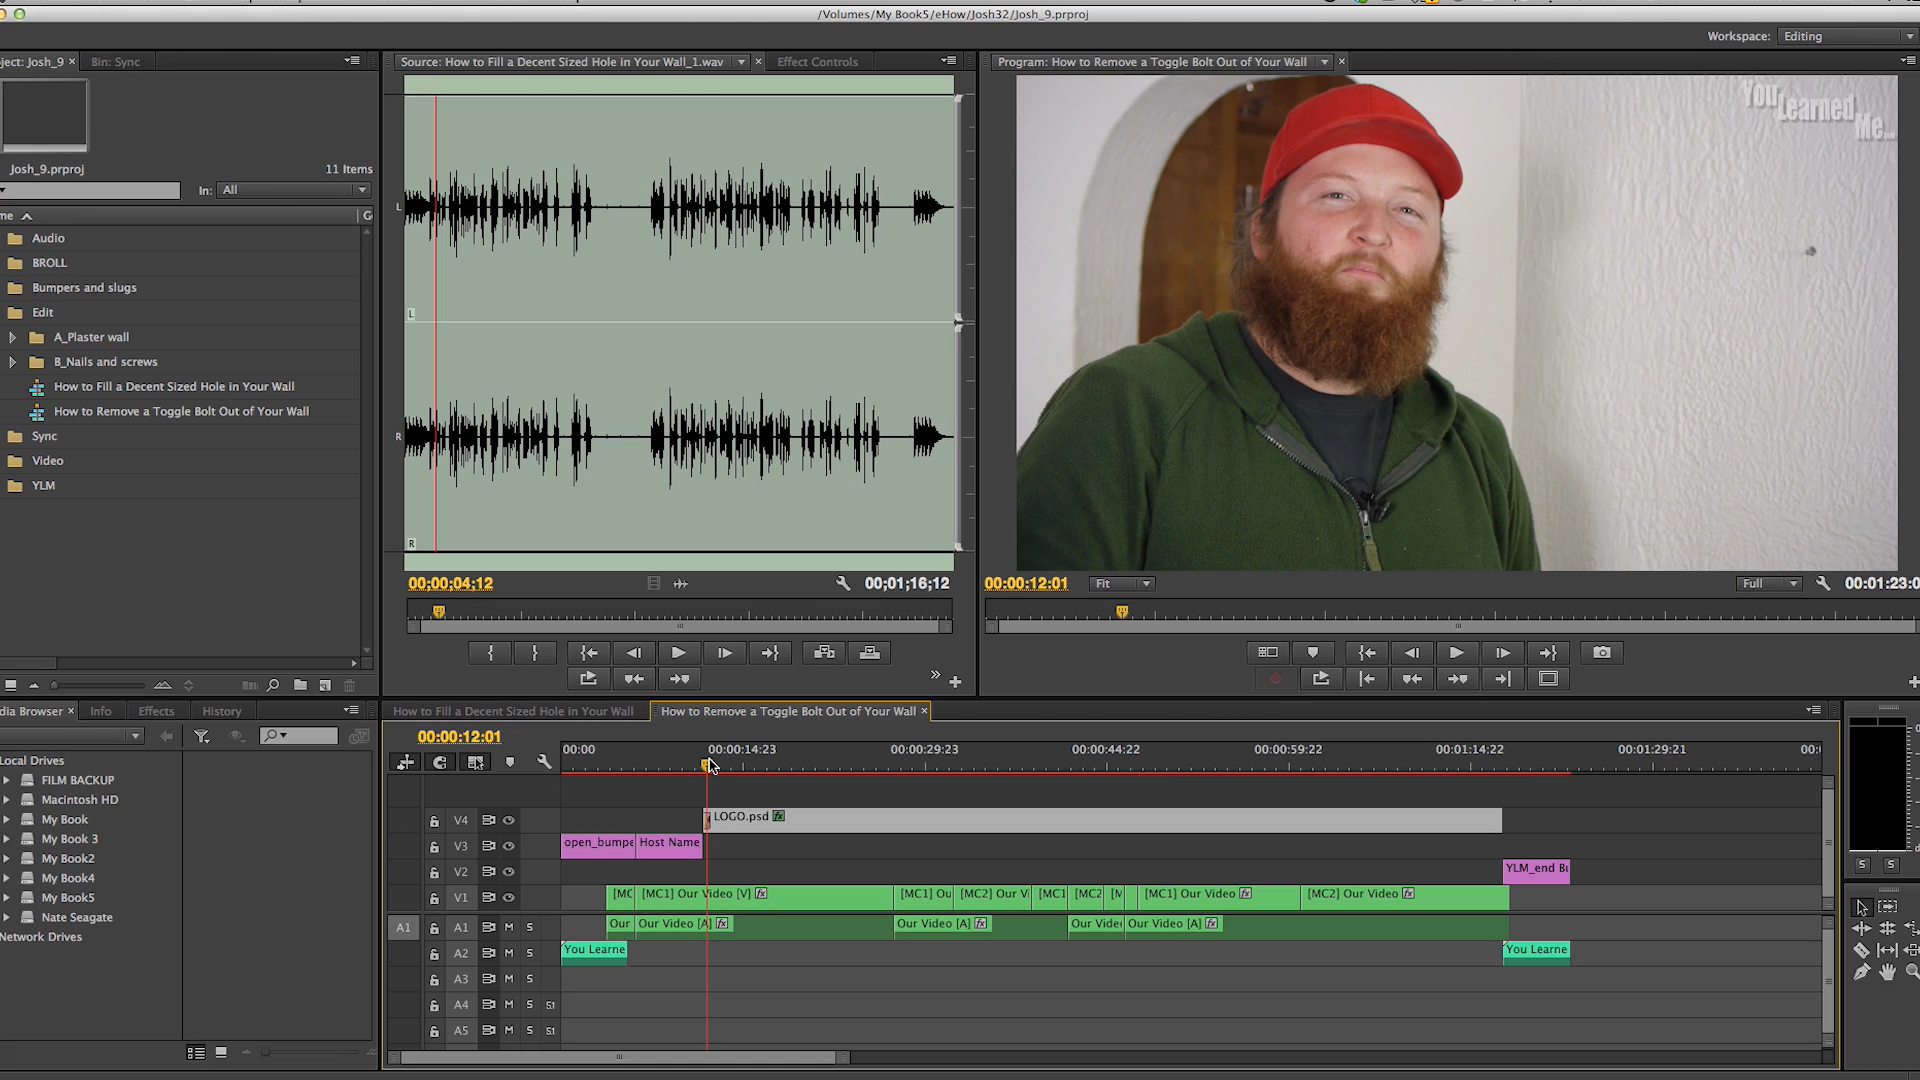 /Volumes/My Book5/eHow/Josh32/Josh_9.prproj
Workspace: Editing
ject: Josh_9 × Bin: Sync
Source: How to Fill a Decent Sized Hole in Your Wall_1.wav × Effect Controls
Program: How to Remove a Toggle Bolt Out of Your Wall ×
You Learned Me
Josh_9.prproj 11 Items
In: All
me
Audio
BROLL
Bumpers and slugs
Edit
A_Plaster wall
B_Nails and screws
How to Fill a Decent Sized Hole in Your Wall
How to Remove a Toggle Bolt Out of Your Wall
Sync
Video
YLM
L
L
R
R
00;00;04;12 00;01;16;12
00:00:12:01 Fit Full 00:01:23:0
dia Browser × Info Effects History
Local Drives
FILM BACKUP
Macintosh HD
My Book
My Book 3
My Book2
My Book4
My Book5
Nate Seagate
Network Drives
How to Fill a Decent Sized Hole in Your Wall How to Remove a Toggle Bolt Out of Your Wall ×
00:00:12:01
00:00 00:00:14:23 00:00:29:23 00:00:44:22 00:00:59:22 00:01:14:22 00:01:29:21 00:
V4 LOGO.psd fx
V3 open_bumpe Host Name
V2 YLM_end Bu
V1 [MC [MC1] Our Video [V] fx [MC1] Ou [MC2] Our Vi [MC1 [MC2 [M [MC1] Our Video fx [MC2] Our Video fx
A1 A1 M S Our Our Video [A] fx Our Video [A] fx Our Vide Our Video [A] fx
A2 M S You Learne You Learne
A3 M S
A4 M S S1
A5 M S S1
S S